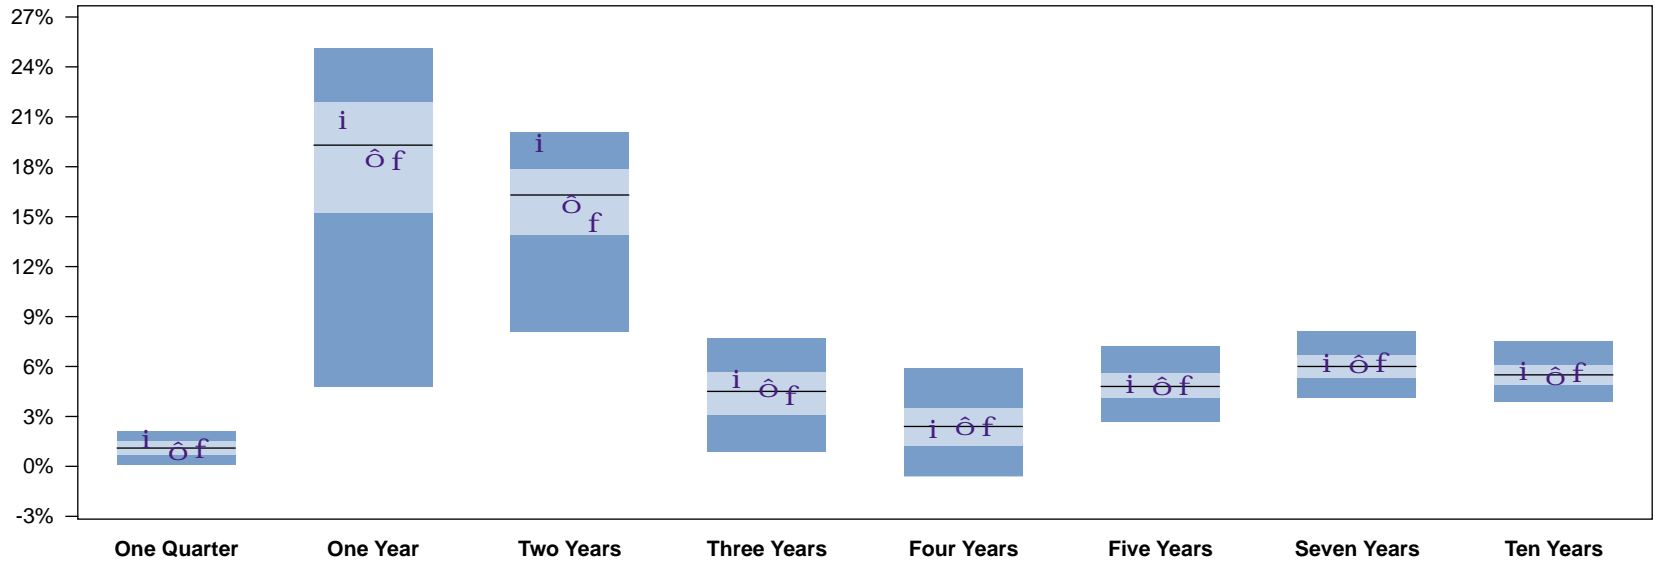 27%
24%
21%
18%
15%
12%
9%
6%
3%
0%
-3%
i ô f
i ô f
i ô f
i ô f
i ô f
i ô f
i ô f
i ô f
One Quarter One Year Two Years Three Years Four Years Five Years Seven Years Ten Years